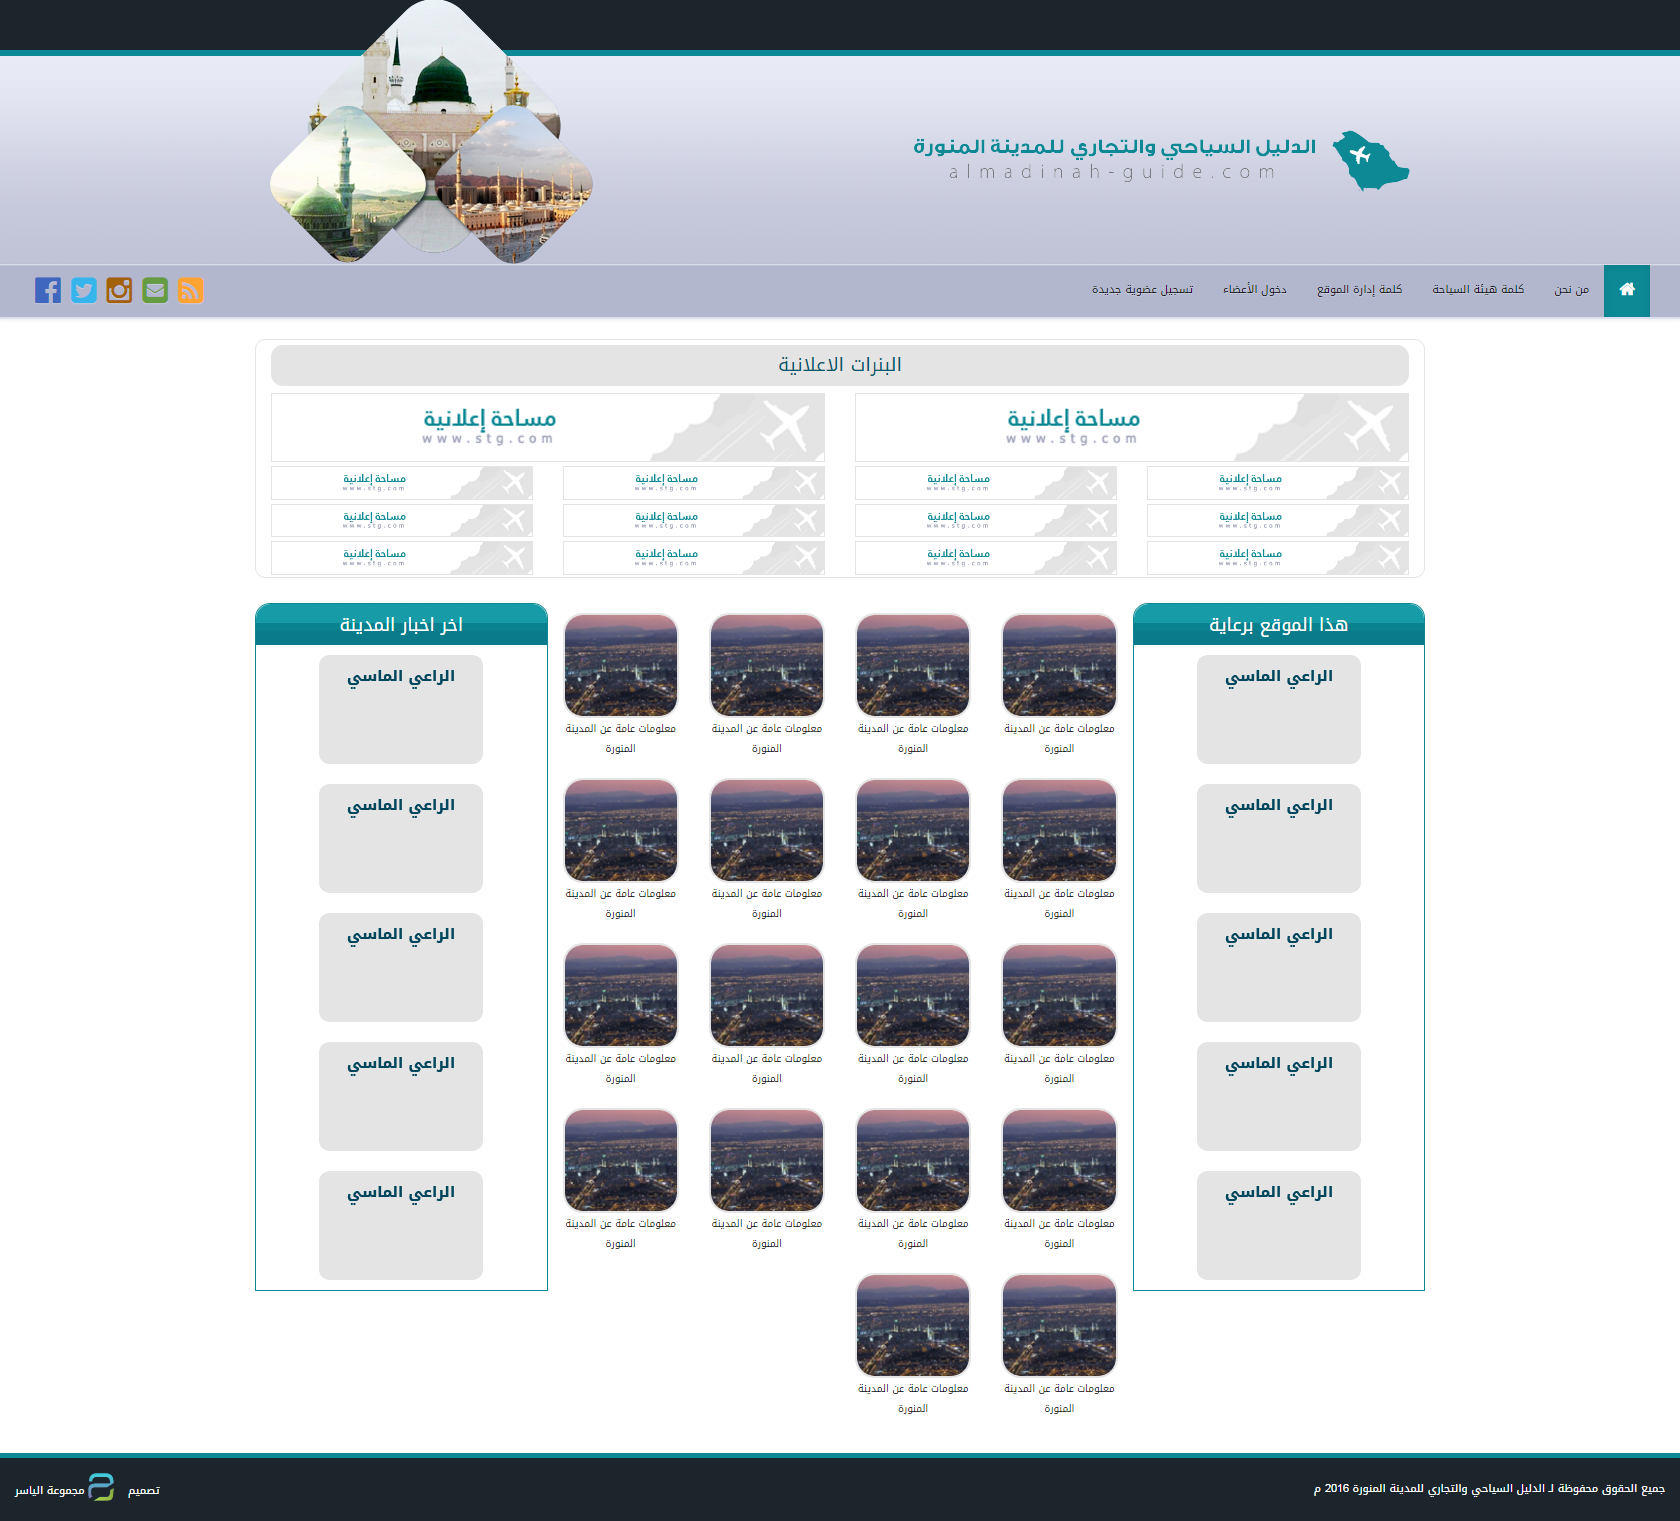 الدليل السياحي والتجاري للمدينة المنورة
almadinah-guide.com
من نحن
كلمة هيئة السياحة
كلمة إدارة الموقع
دخول الأعضاء
تسجيل عضوية جديدة
البنرات الاعلانية
مساحة إعلانية
www.stg.com
مساحة إعلانية
www.stg.com
مساحة إعلانية
www.stg.com
مساحة إعلانية
www.stg.com
مساحة إعلانية
www.stg.com
مساحة إعلانية
www.stg.com
مساحة إعلانية
www.stg.com
مساحة إعلانية
www.stg.com
مساحة إعلانية
www.stg.com
مساحة إعلانية
www.stg.com
مساحة إعلانية
www.stg.com
مساحة إعلانية
www.stg.com
مساحة إعلانية
www.stg.com
مساحة إعلانية
www.stg.com
هذا الموقع برعاية
الراعي الماسي
الراعي الماسي
الراعي الماسي
الراعي الماسي
الراعي الماسي
معلومات عامة عن المدينة
المنورة
معلومات عامة عن المدينة
المنورة
معلومات عامة عن المدينة
المنورة
معلومات عامة عن المدينة
المنورة
معلومات عامة عن المدينة
المنورة
معلومات عامة عن المدينة
المنورة
معلومات عامة عن المدينة
المنورة
معلومات عامة عن المدينة
المنورة
معلومات عامة عن المدينة
المنورة
معلومات عامة عن المدينة
المنورة
معلومات عامة عن المدينة
المنورة
معلومات عامة عن المدينة
المنورة
معلومات عامة عن المدينة
المنورة
معلومات عامة عن المدينة
المنورة
معلومات عامة عن المدينة
المنورة
معلومات عامة عن المدينة
المنورة
معلومات عامة عن المدينة
المنورة
معلومات عامة عن المدينة
المنورة
اخر اخبار المدينة
الراعي الماسي
الراعي الماسي
الراعي الماسي
الراعي الماسي
الراعي الماسي
جميع الحقوق محفوظة لـ الدليل السياحي والتجاري للمدينة المنورة 2016 م
تصميم مجموعة الياسر